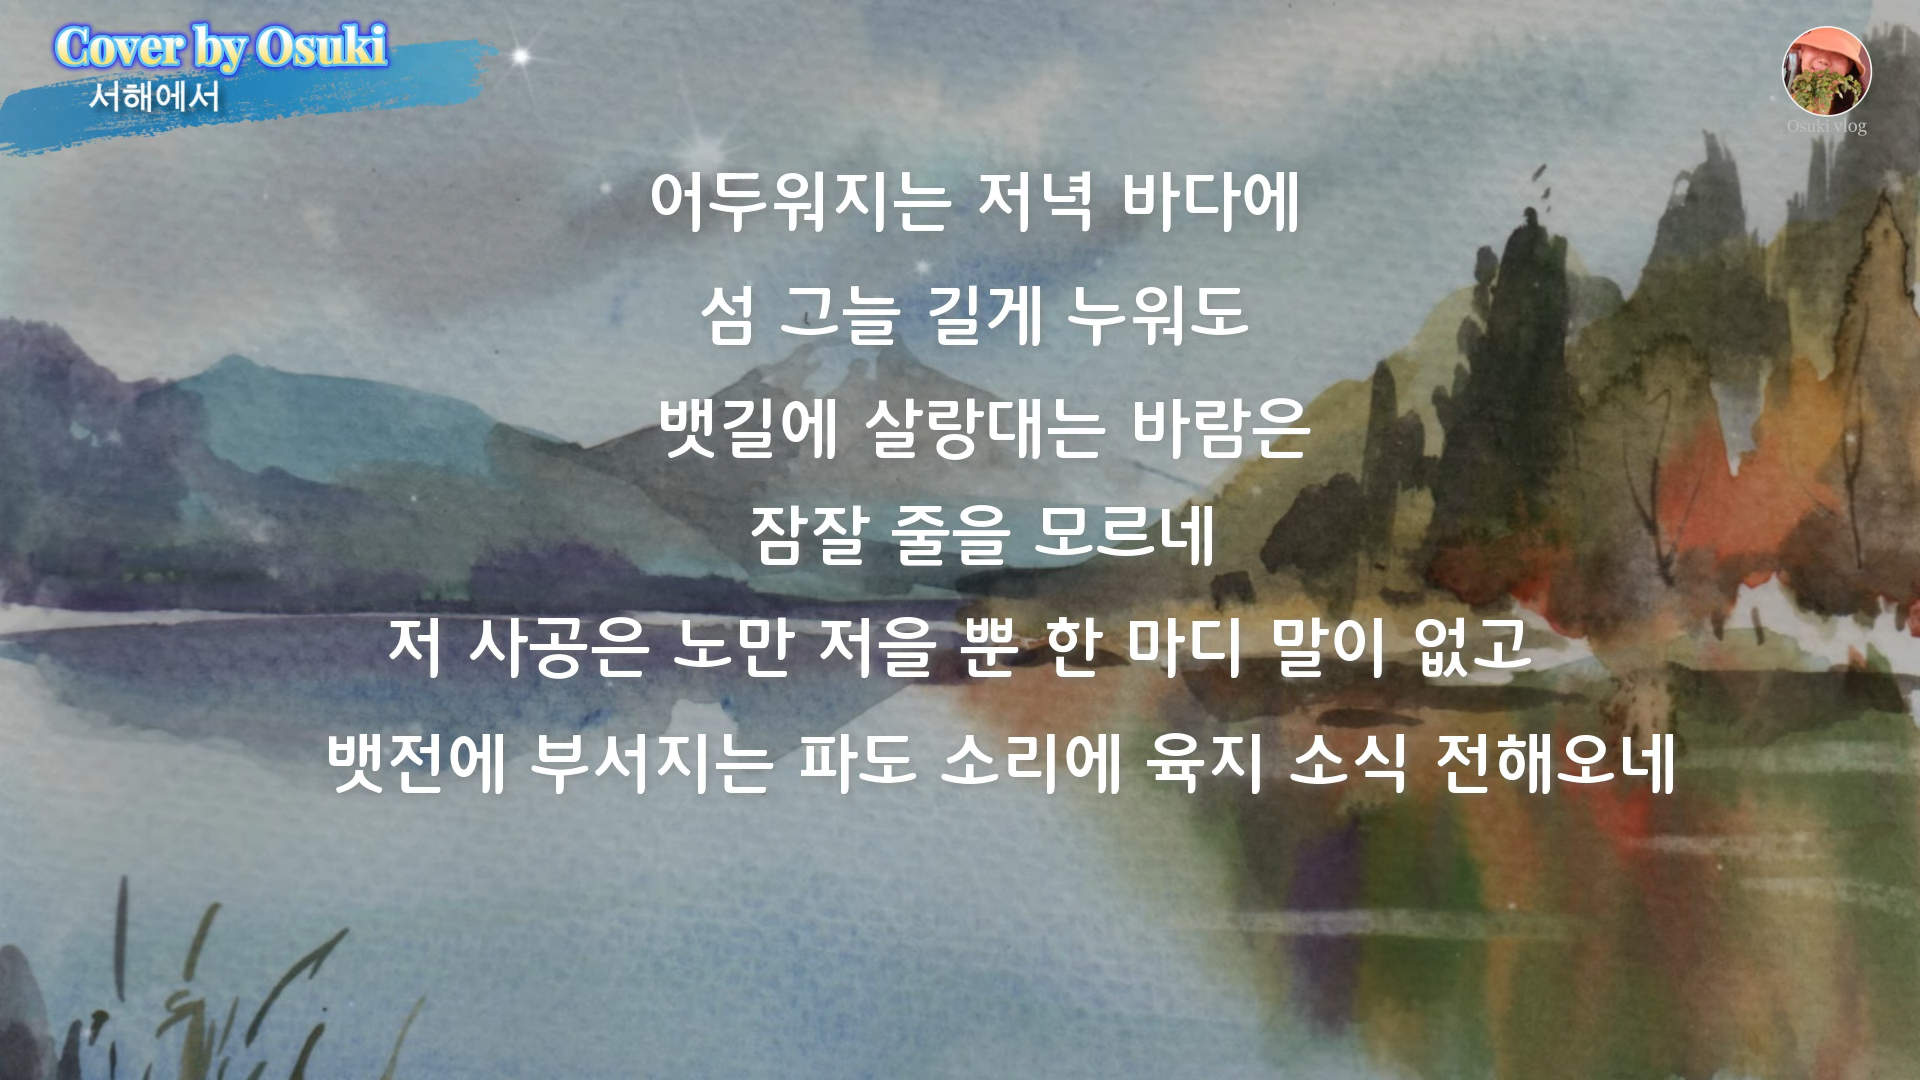 Cover by Osuki
서해에서
Osuki vlog
어두워지는 저녁 바다에
섬 그늘 길게 누워도
뱃길에 살랑대는 바람은
잠잘 줄을 모르네
저 사공은 노만 저을 뿐 한 마디 말이 없고
뱃전에 부서지는 파도 소리에 육지 소식 전해오네